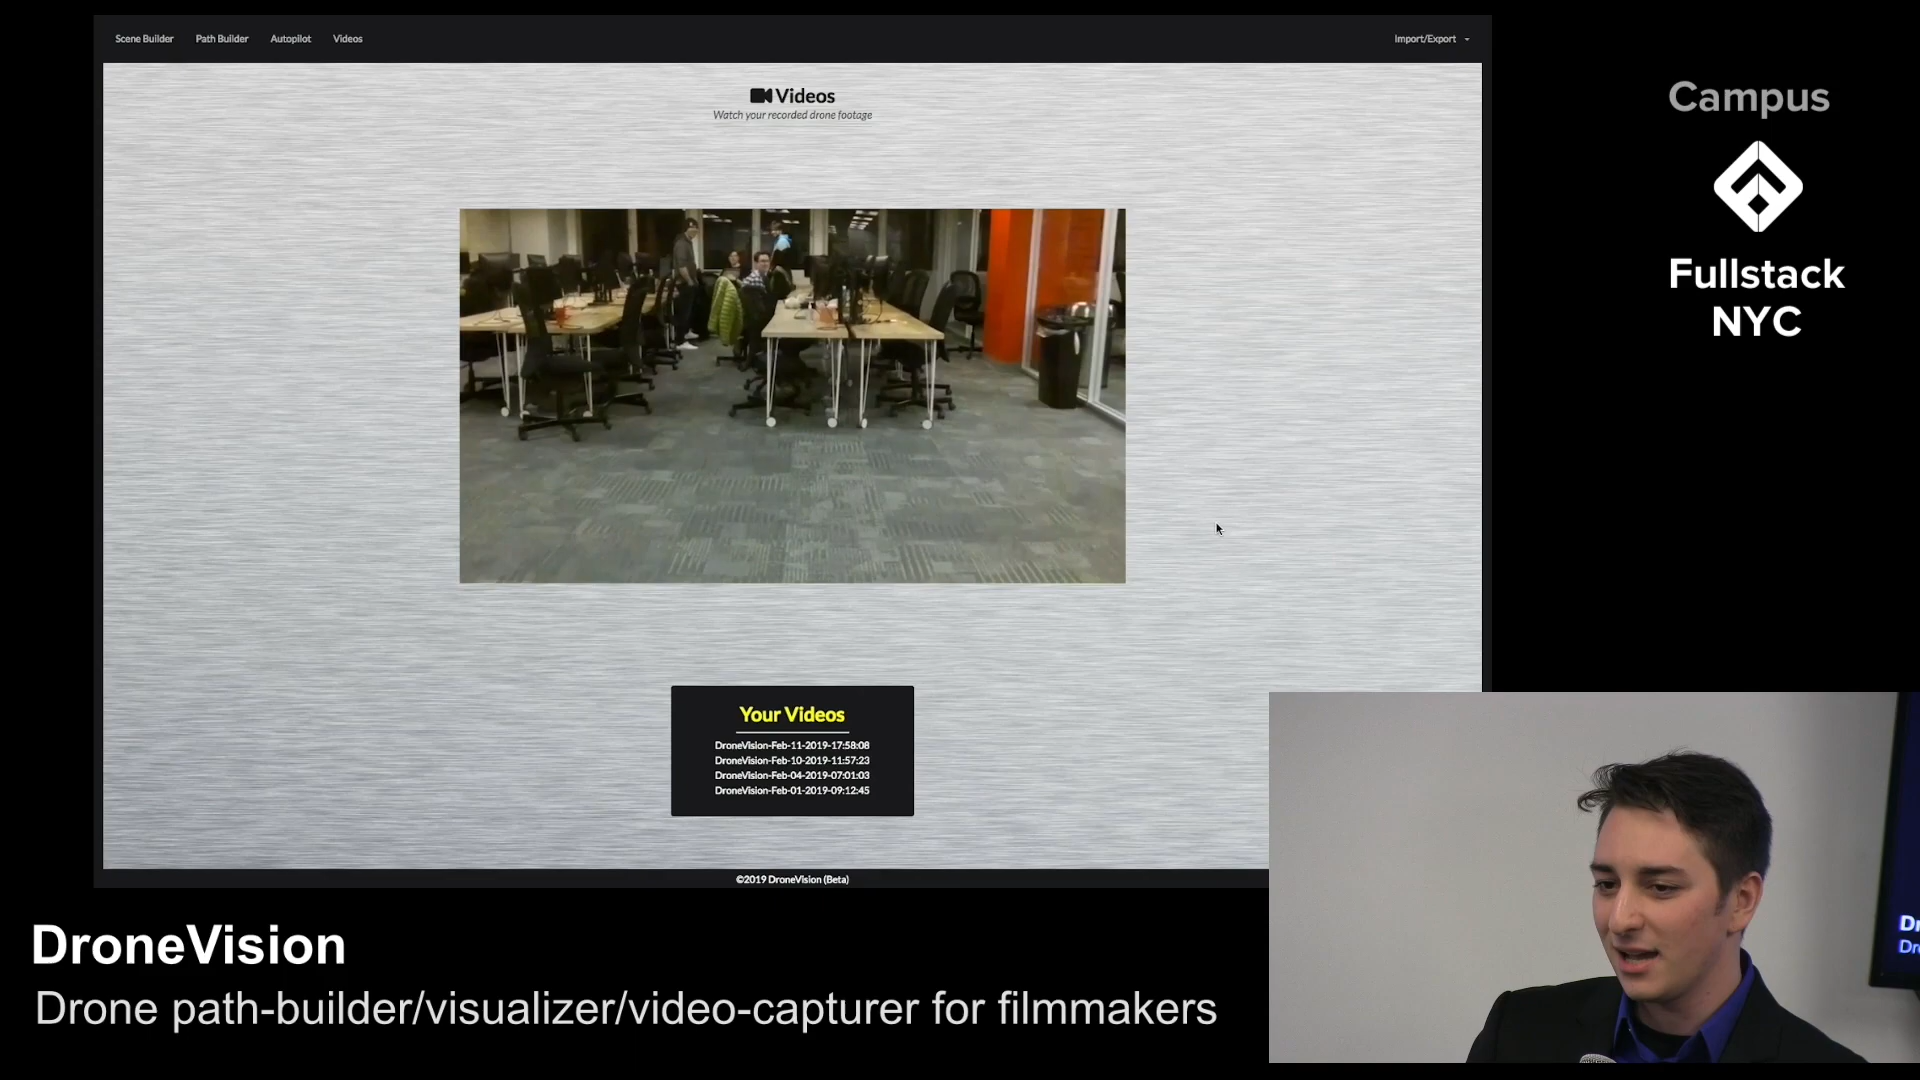 Scene Builder Path Builder Autopilot Videos Import/Export
Videos
Watch your recorded drone footage
Your Videos
DroneVision-Feb-11-2019-17:58:08
DroneVision-Feb-10-2019-11:57:23
DroneVision-Feb-04-2019-07:01:03
DroneVision-Feb-01-2019-09:12:45
©2019 DroneVision (Beta)
Campus
Fullstack
NYC
DroneVision
Drone path-builder/visualizer/video-capturer for filmmakers
Dr
Dr